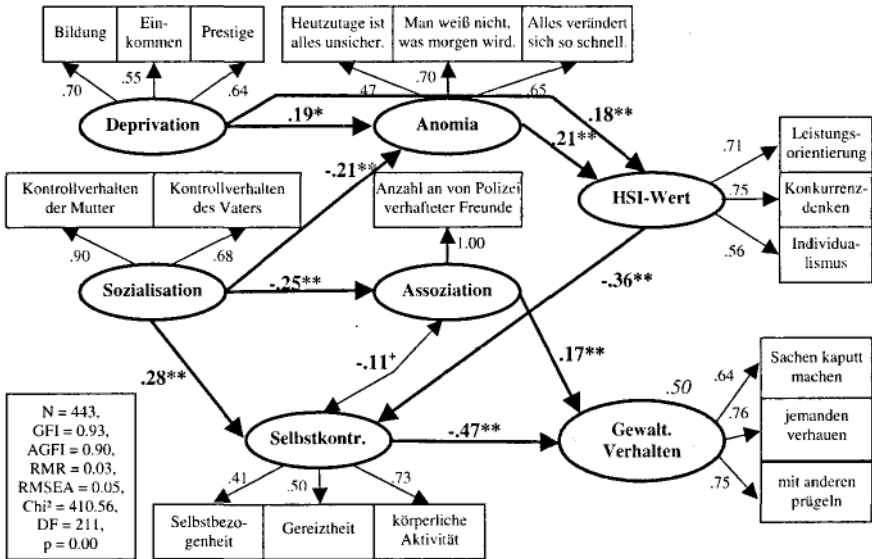 Bildung
Ein-
kommen
Prestige
Heutzutage ist
alles unsicher.
Man weiß nicht,
was morgen wird.
Alles verändert
sich so schnell.
.70
.55
.64
.47
.70
.65
Deprivation
.19*
Anomia
.18**
.21**
-.21**
Kontrollverhalten
der Mutter
Kontrollverhalten
des Vaters
Anzahl an von Polizei
verhafteter Freunde
HSI-Wert
.71
.75
.56
Leistungs-
orientierung
Konkurrenz-
denken
Individua-
lismus
.90
.68
1.00
Sozialisation
-.25**
Assoziation
-.36**
.28**
-.11+
.17**
Selbstkontr.
-.47**
Gewalt.
Verhalten
.50
.64
.76
.75
Sachen kaputt
machen
jemanden
verhauen
mit anderen
prügeln
.41
.50
.73
Selbstbezo-
genheit
Gereiztheit
körperliche
Aktivität
N = 443,
GFI = 0.93,
AGFI = 0.90,
RMR = 0.03,
RMSEA = 0.05,
Chi² = 410.56,
DF = 211,
p = 0.00